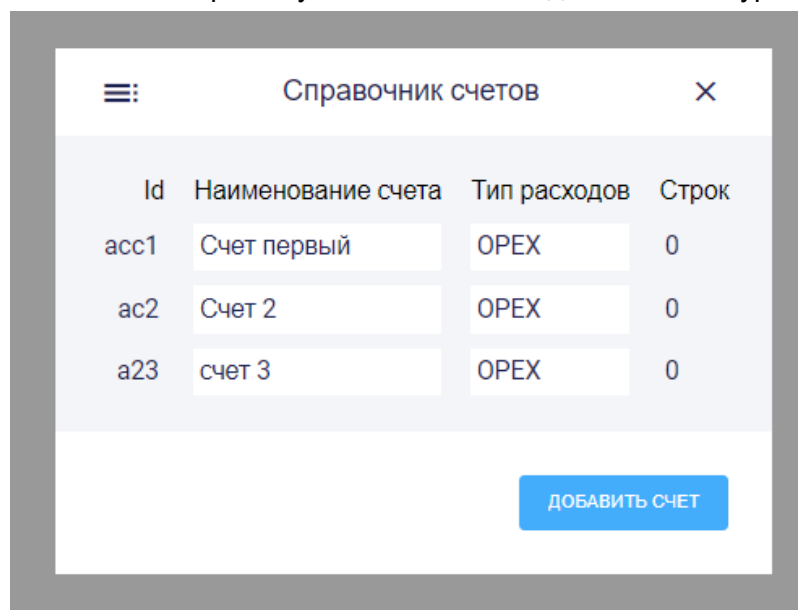 Справочник счетов
Id Наименование счета Тип расходов Строк
acc1 Счет первый OPEX 0
ac2 Счет 2 OPEX 0
a23 счет 3 OPEX 0
ДОБАВИТЬ СЧЕТ